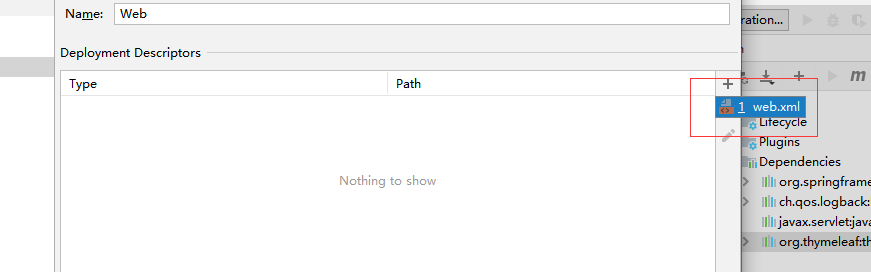 Name: Web
ration...
Deployment Descriptors
Type Path
m
1 web.xml
Lifecycle
Plugins
Dependencies
Nothing to show
org.springframe
ch.qos.logback:
javax.servlet:java
org.thymeleaf:th